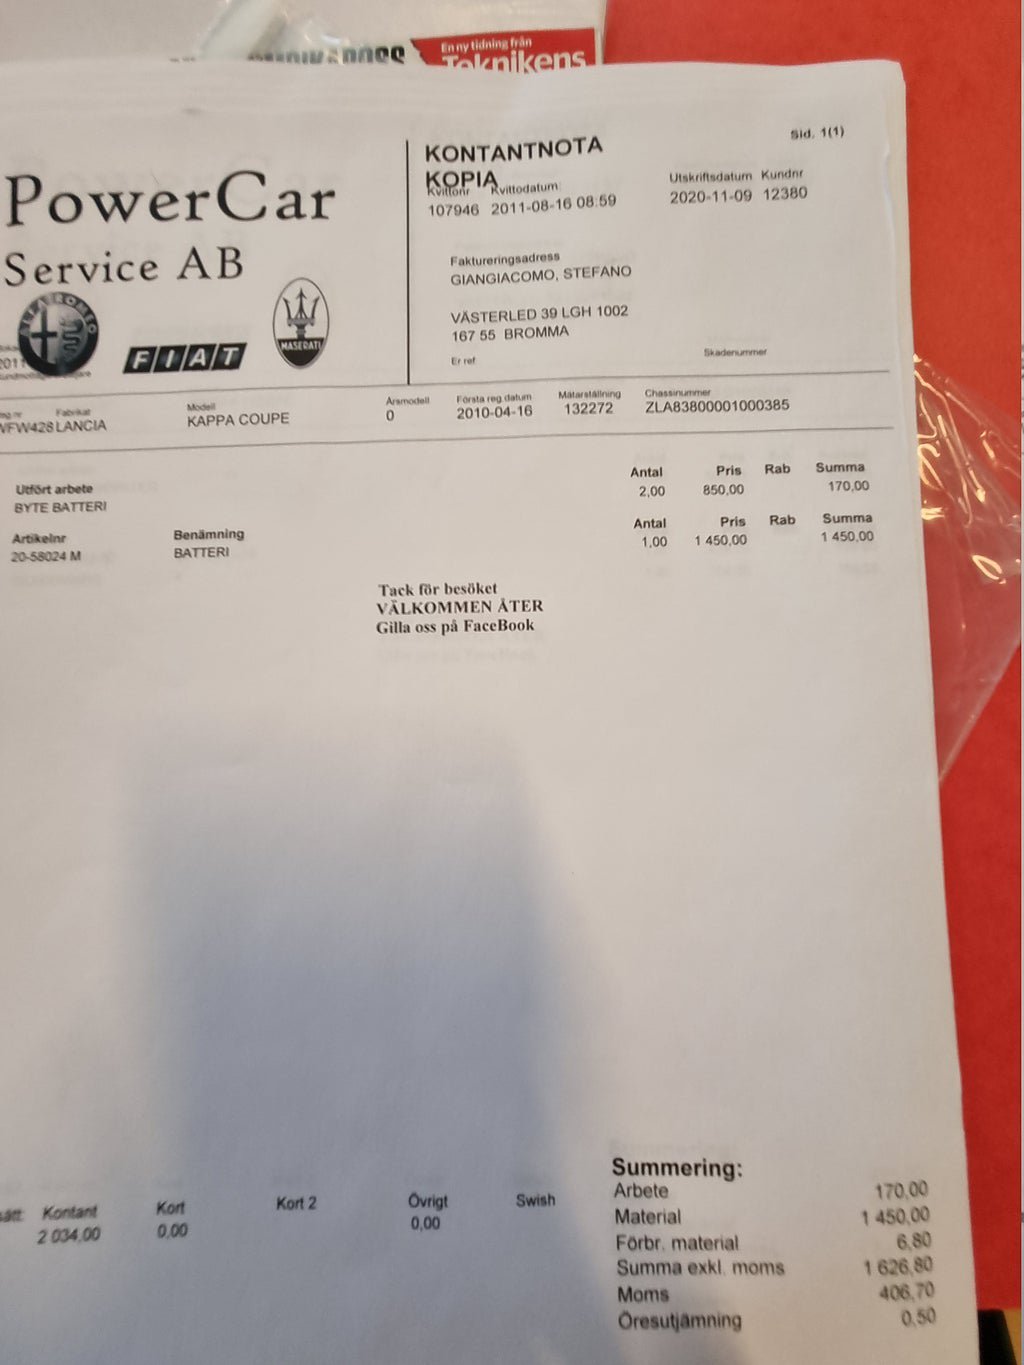 En ny tidning från
Teknikens
Sid. 1(1)
PowerCar
Service AB
ALFA ROMEO
FIAT
MASERATI
KONTANTNOTA
KOPIA
Kvittonr Kvittodatum
107946 2011-08-16 08:59
Utskriftsdatum Kundnr
2020-11-09 12380
Faktureringsadress
GIANGIACOMO, STEFANO
VÄSTERLED 39 LGH 1002
167 55 BROMMA
Er ref
Skadenummer
Fabrikat Modell Årsmodell Första reg.datum Mätarställning Chassinummer
WFW428 LANCIA KAPPA COUPE 0 2010-04-16 132272 ZLA83800001000385
Utfört arbete Antal Pris Rab Summa
BYTE BATTERI 2,00 850,00 170,00
Artikelnr Benämning Antal Pris Rab Summa
20-58024 M BATTERI 1,00 1 450,00 1 450,00
Tack för besöket
VÄLKOMMEN ÅTER
Gilla oss på FaceBook
Kontant Kort Kort 2 Övrigt Swish
2 034,00 0,00 0,00
Summering:
Arbete 170,00
Material 1 450,00
Förbr. material 6,80
Summa exkl. moms 1 626,80
Moms 406,70
Öresutjämning 0,50